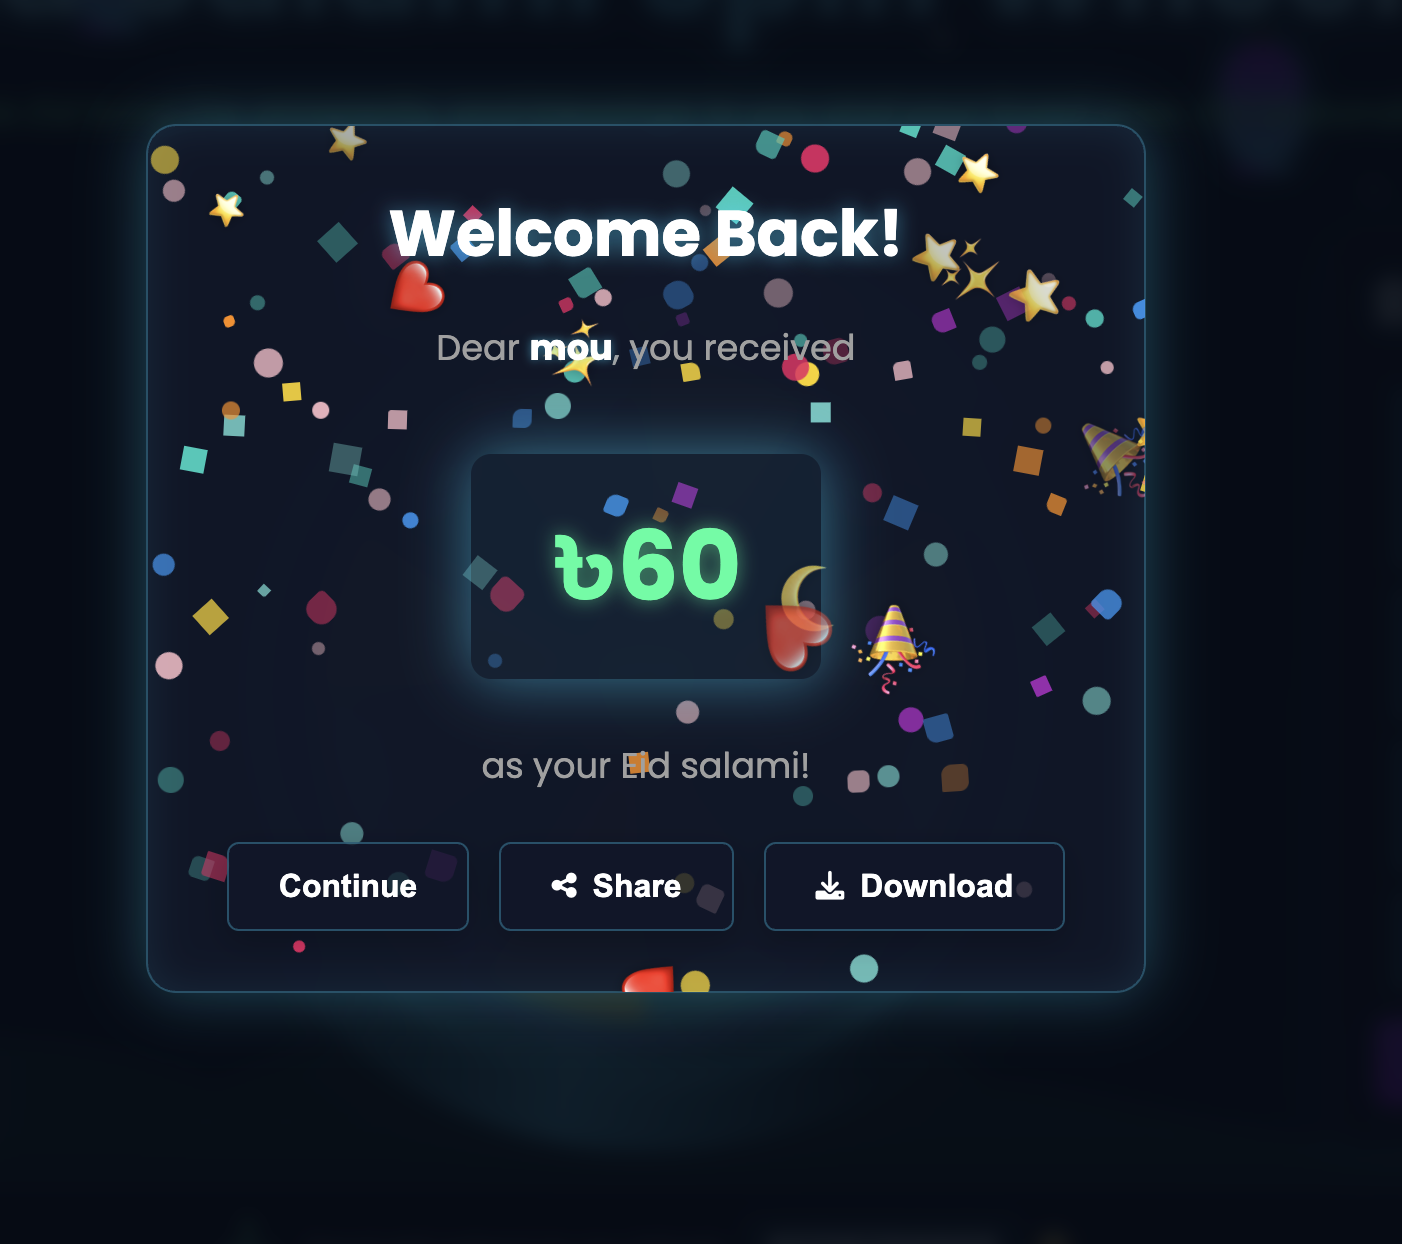 Welcome Back!
Dear mou, you received
৳60
as your Eid salami!
Continue
Share
Download